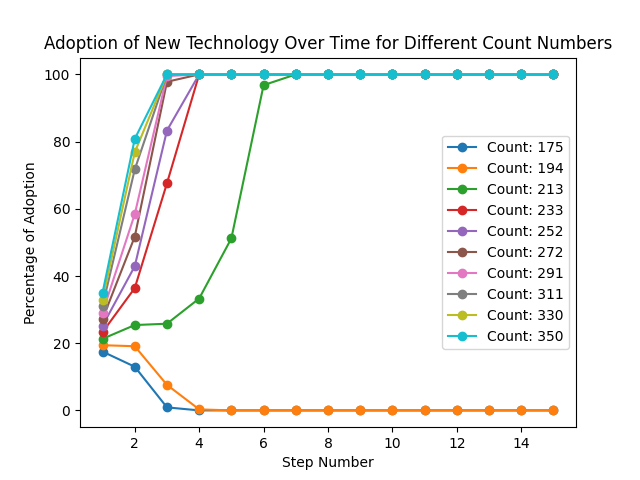 Adoption of New Technology Over Time for Different Count Numbers
Percentage of Adoption
100
80
60
40
20
0
Count: 175
Count: 194
Count: 213
Count: 233
Count: 252
Count: 272
Count: 291
Count: 311
Count: 330
Count: 350
2 4 6 8 10 12 14
Step Number